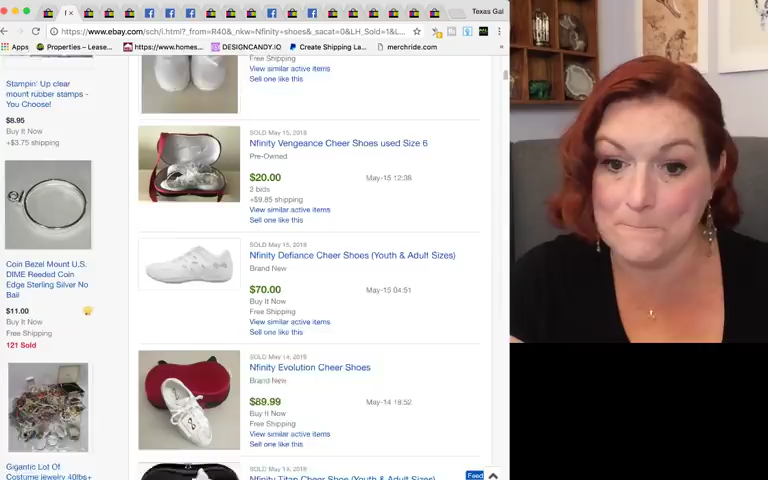 Texas Gal
https://www.ebay.com/sch/i.html?_from=R40&_nkw=Nfinity+shoes&_sacat=0&LH_Sold=1&L...
Properties – Lease...
https://www.homes...
DESIGNCANDY.IO
Create Shipping La...
merchride.com
Stampin' Up clear
mount rubber stamps -
You Choose!
$8.95
Buy It Now
+$3.75 shipping
Coin Bezel Mount U.S.
DIME Reeded Coin
Edge Sterling Silver No
Bail
$11.00
Buy It Now
Free Shipping
121 Sold
Gigantic Lot Of
Costume jewelry 40lbs+
Free Shipping
View similar active items
Sell one like this
SOLD May 15, 2018
Nfinity Vengeance Cheer Shoes used Size 6
Pre-Owned
$20.00
May-15 12:38
2 bids
+$9.85 shipping
View similar active items
Sell one like this
SOLD May 15, 2018
Nfinity Defiance Cheer Shoes (Youth & Adult Sizes)
Brand New
$70.00
May-15 04:51
Buy It Now
Free Shipping
View similar active items
Sell one like this
SOLD May 14, 2018
Nfinity Evolution Cheer Shoes
Brand New
$89.99
May-14 18:52
Buy It Now
Free Shipping
View similar active items
Sell one like this
SOLD May 14, 2018
Nfinity Titan Cheer Shoe (Youth & Adult Sizes)
Feed